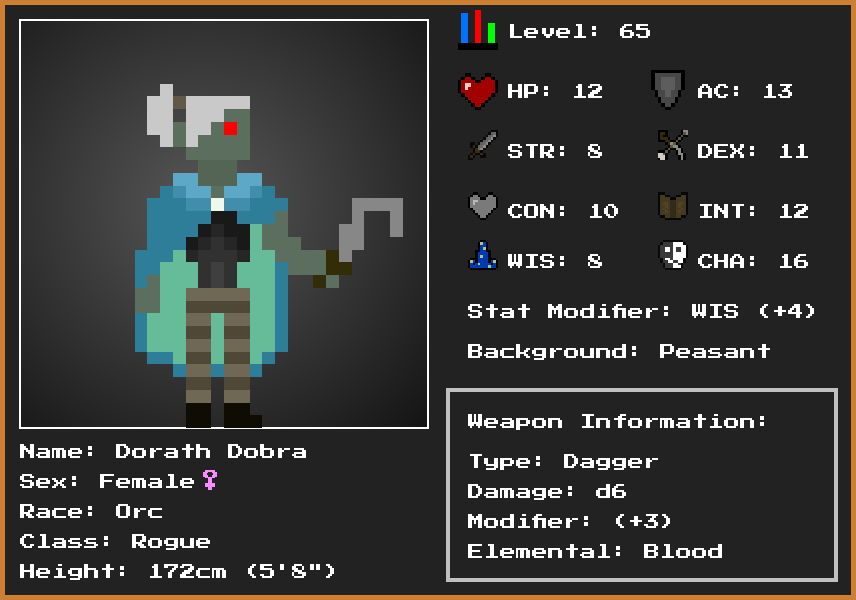 Level: 65
HP: 12
AC: 13
STR: 8
DEX: 11
CON: 10
INT: 12
WIS: 8
CHA: 16
Stat Modifier: WIS (+4)
Background: Peasant
Weapon Information:
Type: Dagger
Damage: d6
Modifier: (+3)
Elemental: Blood
Name: Dorath Dobra
Sex: Female♀
Race: Orc
Class: Rogue
Height: 172cm (5'8")